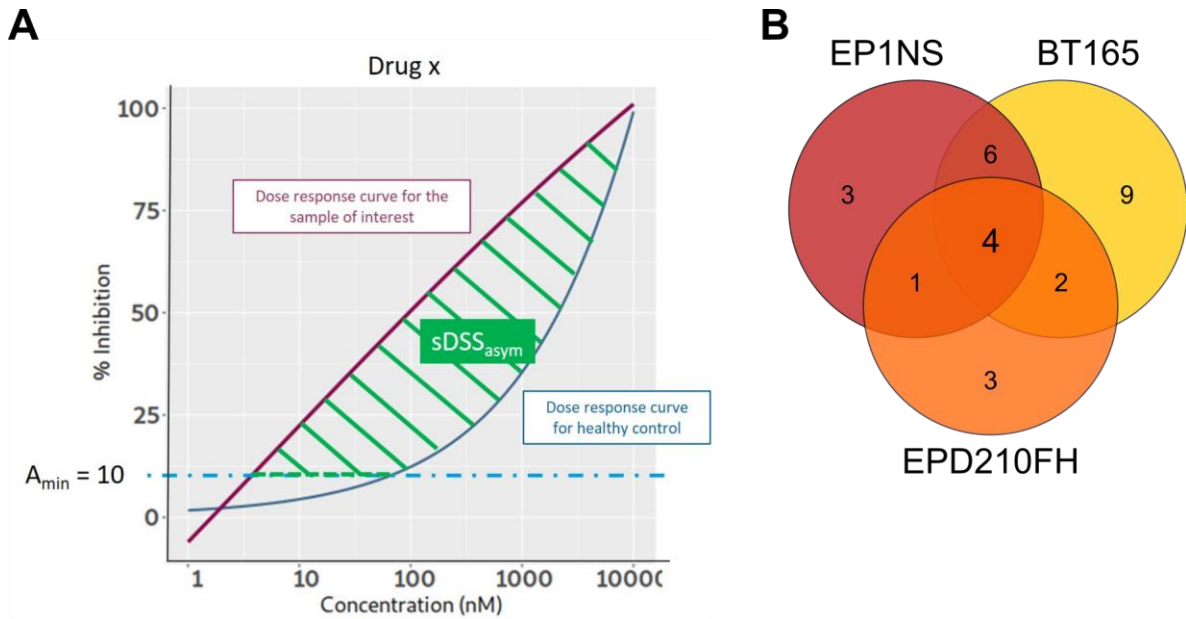 A
Drug x
100
75
50
25
0
% Inhibition
Dose response curve for the
sample of interest
sDSSasym
Dose response curve
for healthy control
Amin = 10
1 10 100 1000 10000
Concentration (nM)
B
EP1NS BT165
6
3 9
4
1 2
3
EPD210FH